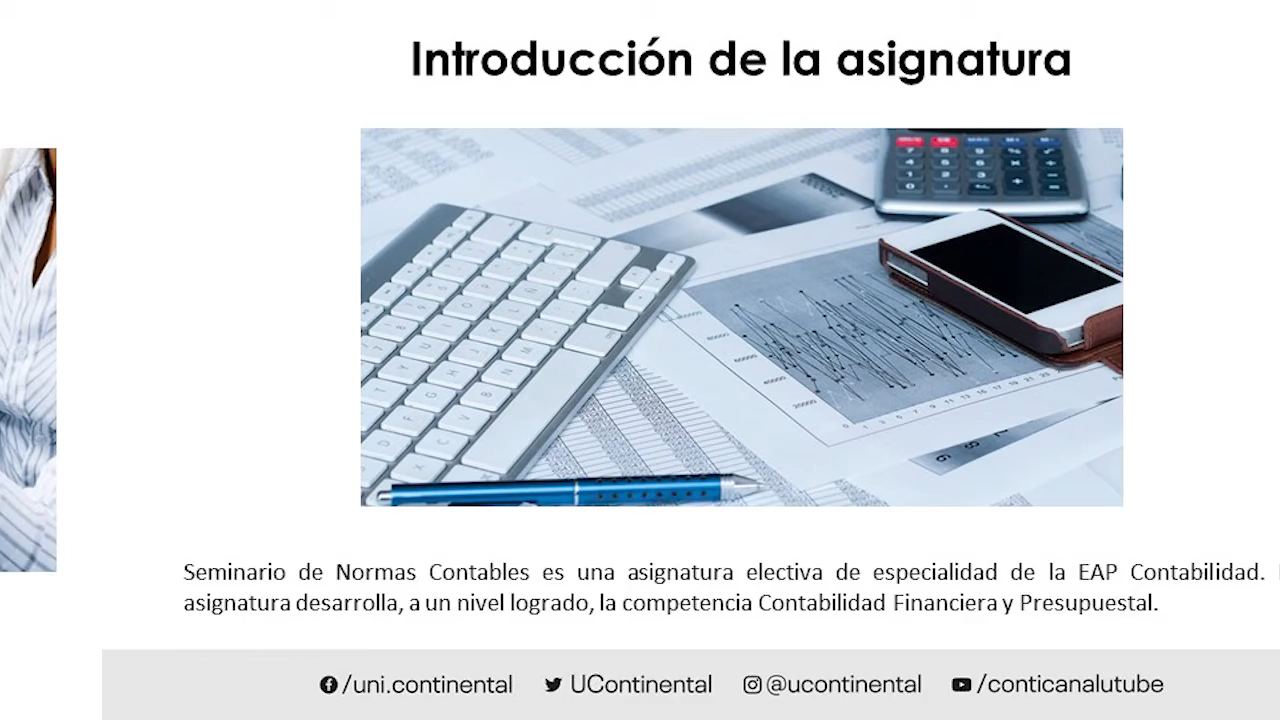 Introducción de la asignatura
Seminario de Normas Contables es una asignatura electiva de especialidad de la EAP Contabilidad.
asignatura desarrolla, a un nivel logrado, la competencia Contabilidad Financiera y Presupuestal.
/uni.continental UContinental @ucontinental /conticanalutube